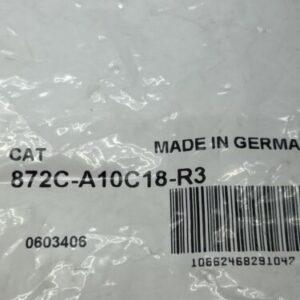 MADE IN GERMA
CAT
872C-A10C18-R3
0603406
10662468291047